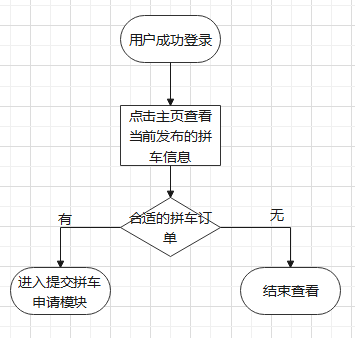 用户成功登录
点击主页查看
当前发布的拼
车信息
合适的拼车订
单
有
无
进入提交拼车
申请模块
结束查看